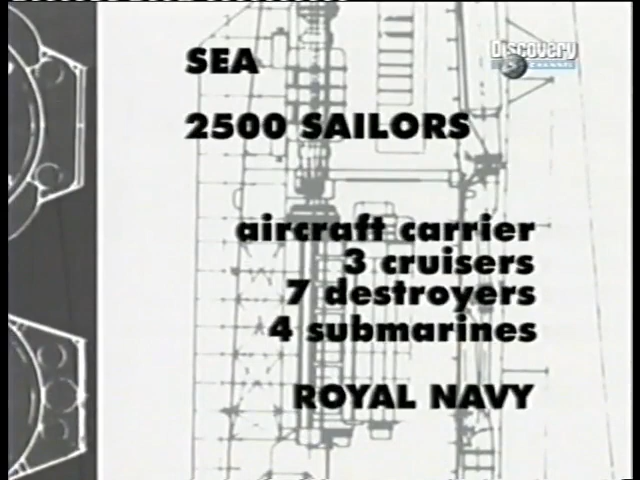 SEA
Discovery
CHANNEL
2500 SAILORS
aircraft carrier
3 cruisers
7 destroyers
4 submarines
ROYAL NAVY